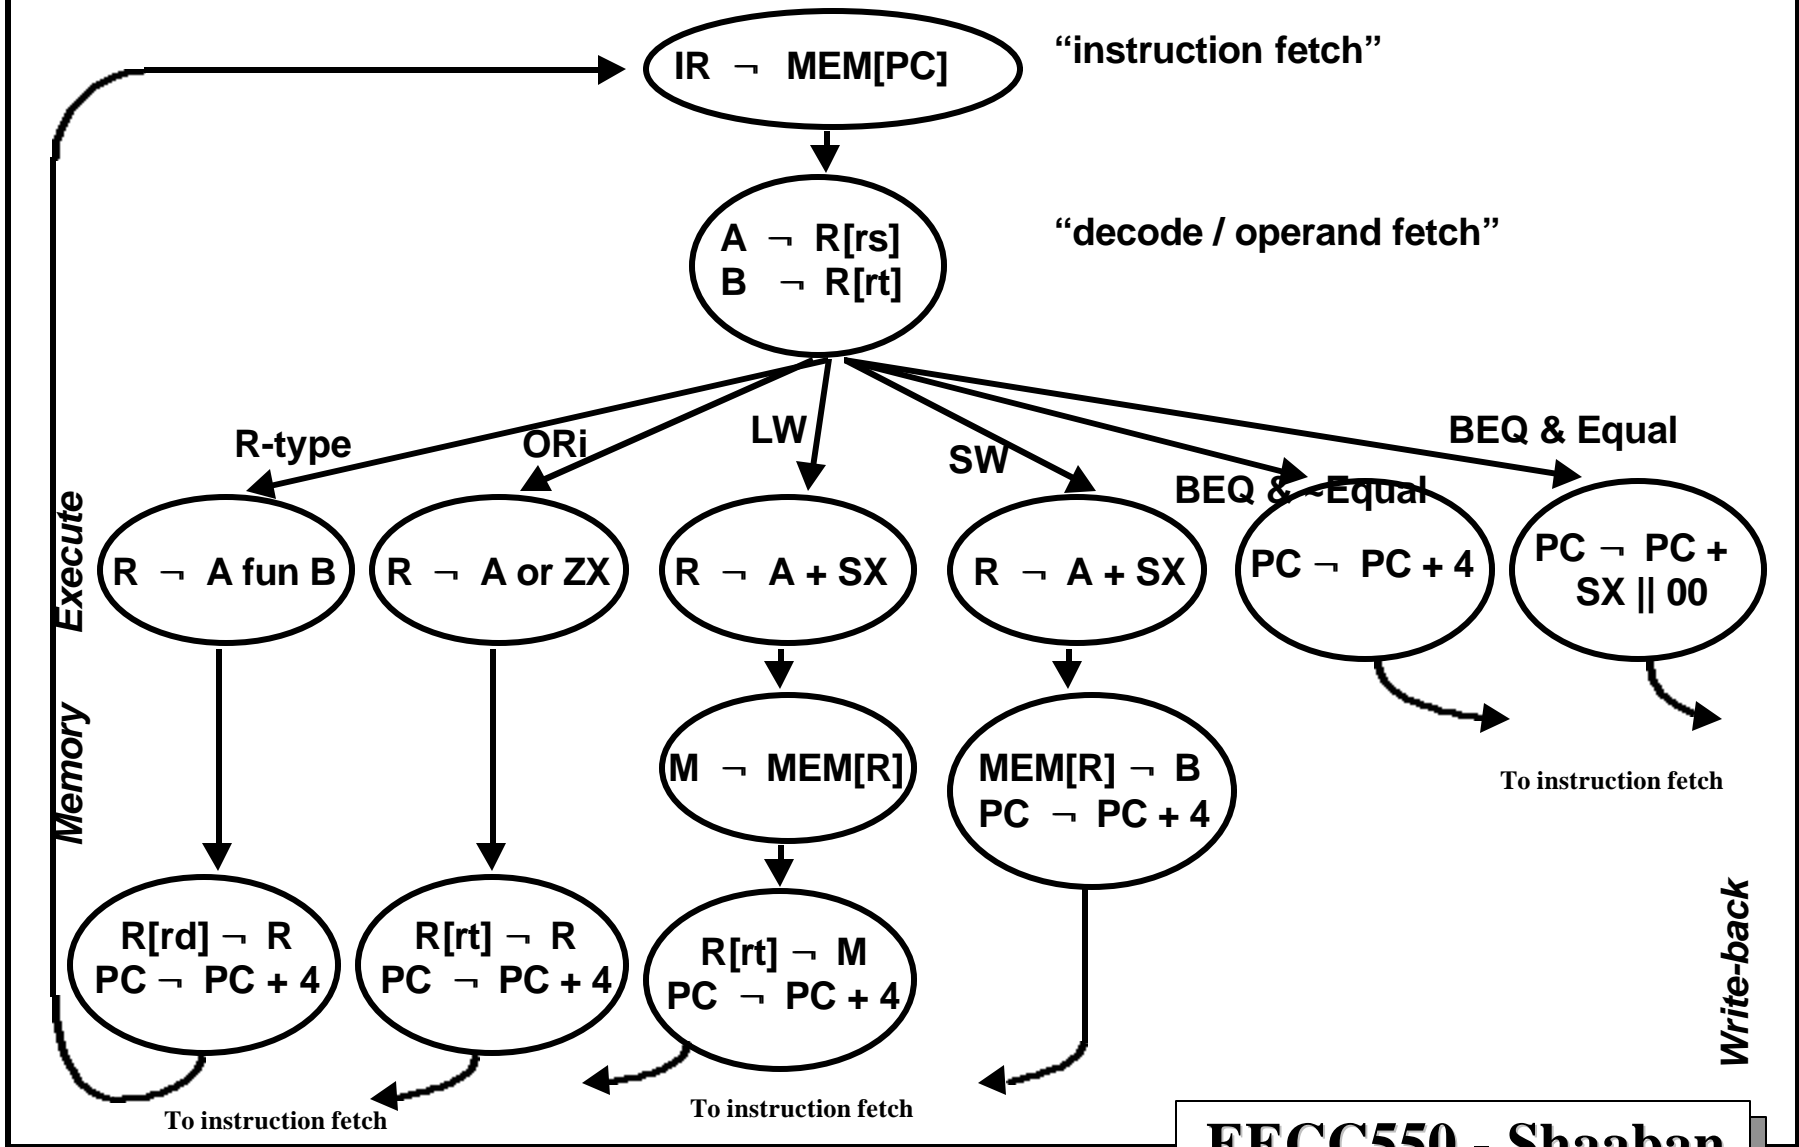 IR ¬ MEM[PC]
“instruction fetch”
A ¬ R[rs]
B ¬ R[rt]
“decode / operand fetch”
R-type
ORi
LW
SW
BEQ & ~Equal
BEQ & Equal
Execute
R ¬ A fun B
R ¬ A or ZX
R ¬ A + SX
R ¬ A + SX
PC ¬ PC + 4
PC ¬ PC +
SX || 00
Memory
M ¬ MEM[R]
MEM[R] ¬ B
PC ¬ PC + 4
To instruction fetch
R[rd] ¬ R
PC ¬ PC + 4
R[rt] ¬ R
PC ¬ PC + 4
R[rt] ¬ M
PC ¬ PC + 4
Write-back
To instruction fetch
To instruction fetch
EECC550 - Shaaban